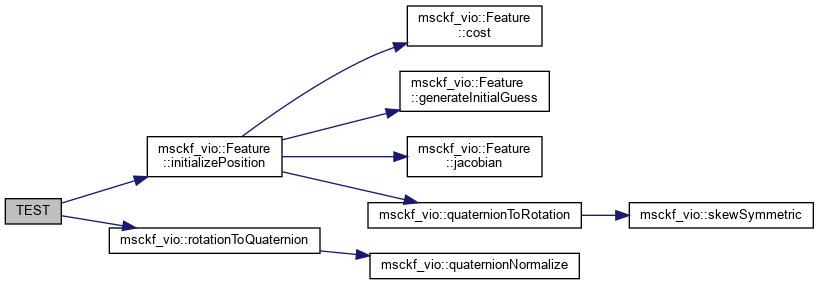 msckf_vio::Feature
::cost
msckf_vio::Feature
::generateInitialGuess
msckf_vio::Feature
::initializePosition
msckf_vio::Feature
::jacobian
TEST
msckf_vio::quaternionToRotation
msckf_vio::skewSymmetric
msckf_vio::rotationToQuaternion
msckf_vio::quaternionNormalize